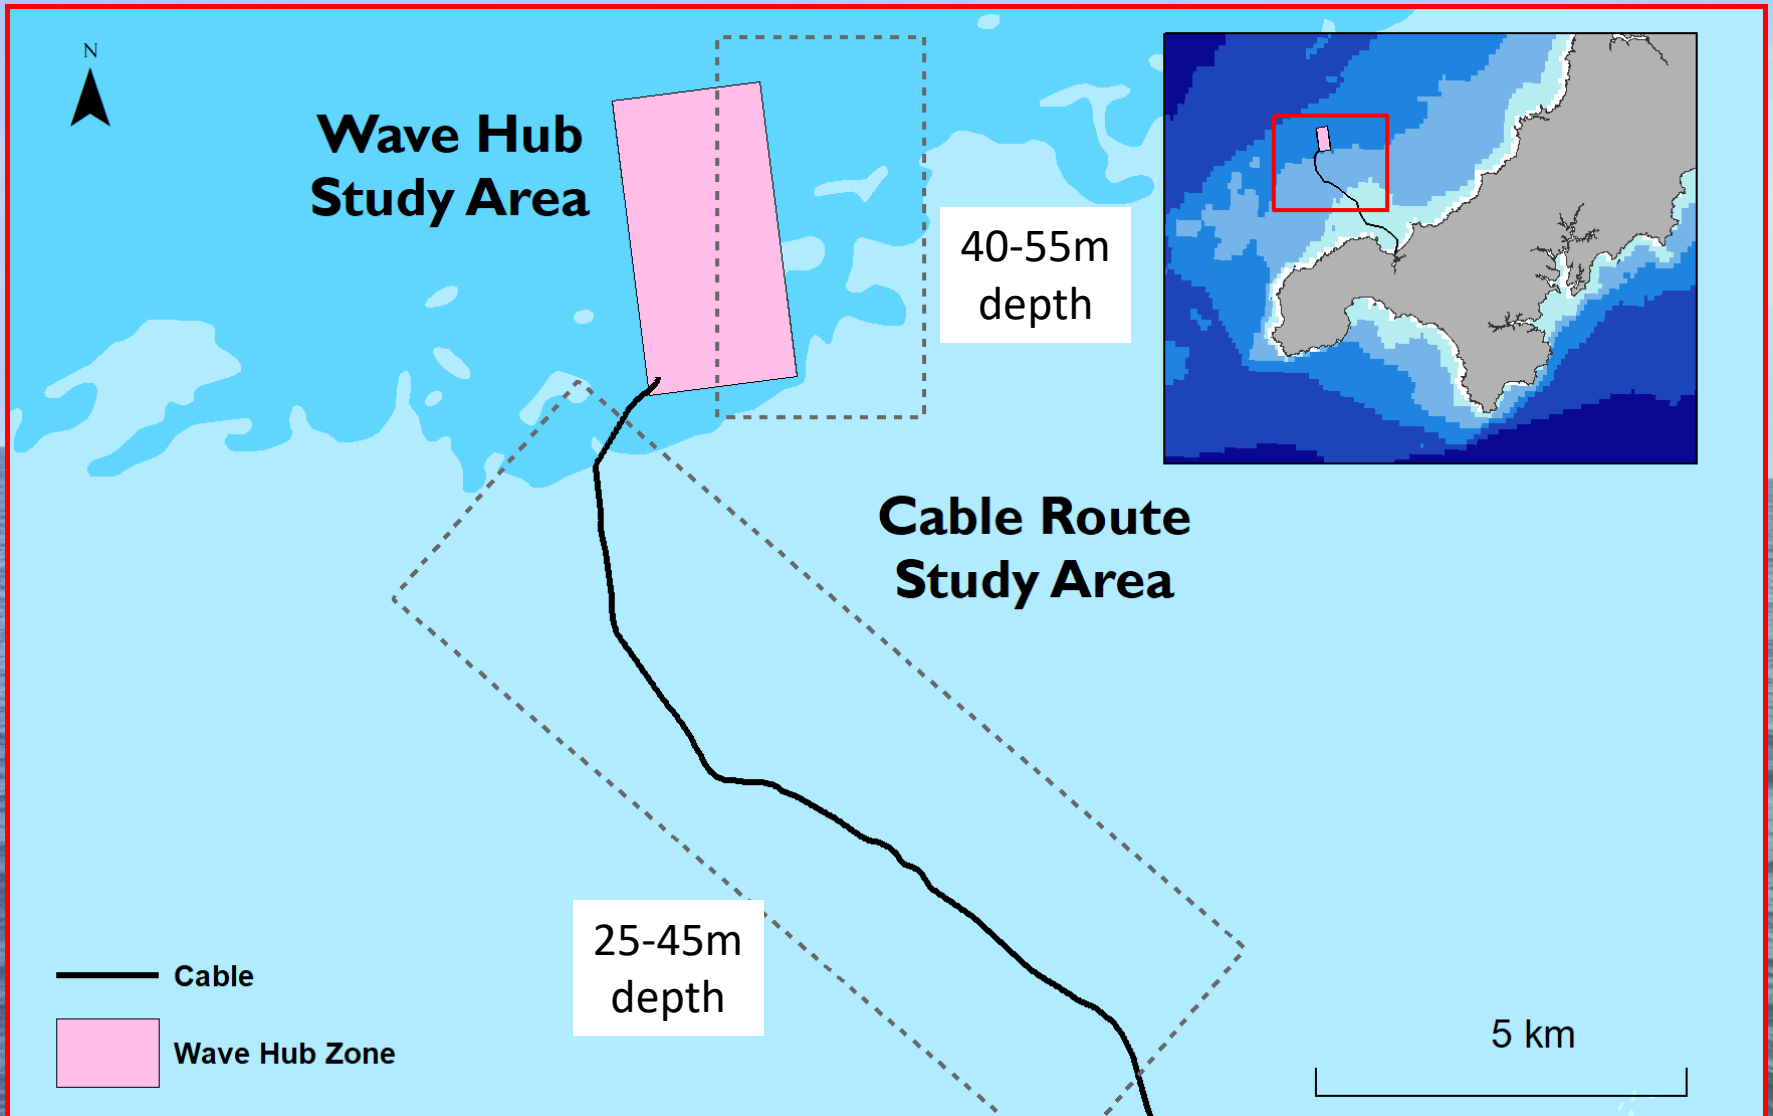 N
Wave Hub
Study Area
40-55m
depth
Cable Route
Study Area
25-45m
depth
Cable
Wave Hub Zone
5 km